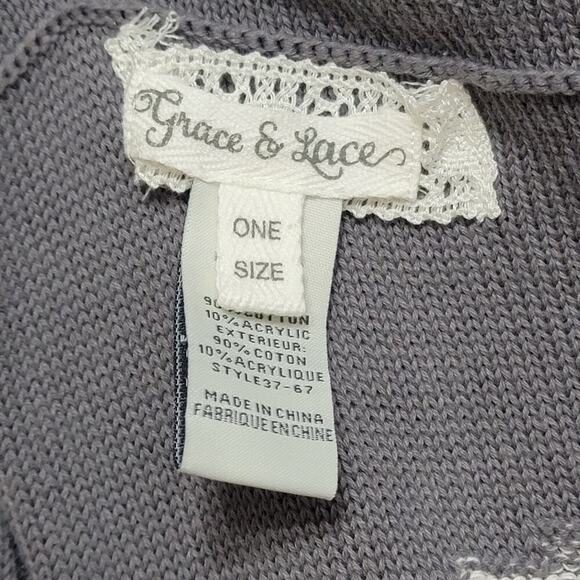 Grace & Lace
ONE
SIZE
90% COTTON
10% ACRYLIC
EXTERIEUR:
90% COTON
10% ACRYLIQUE
STYLE37-67
MADE IN CHINA
FABRIQUE EN CHINE